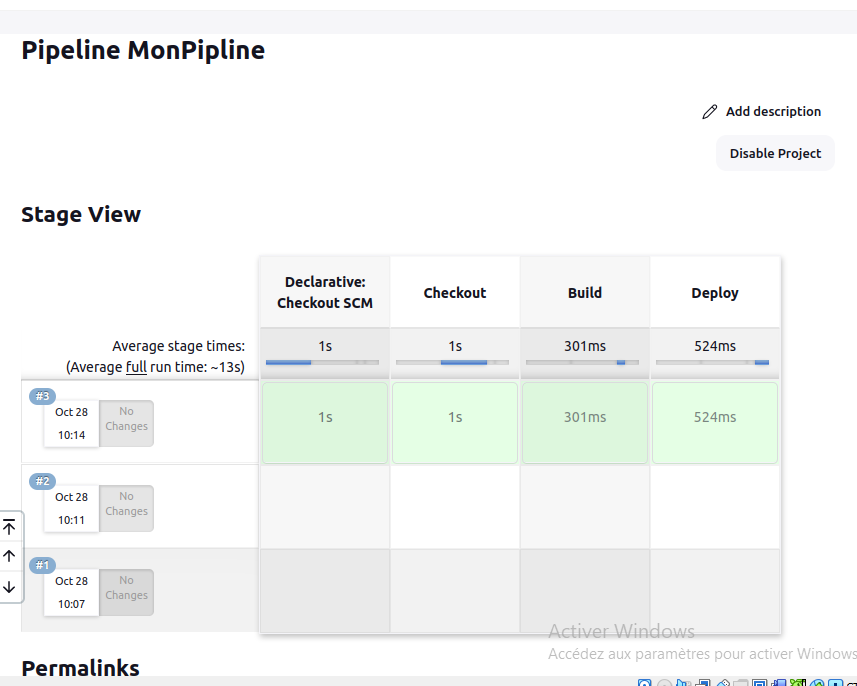 Pipeline MonPipline
Add description
Disable Project
Stage View
Declarative:
Checkout SCM
Checkout
Build
Deploy
Average stage times:
(Average full run time: ~13s)
1s
1s
301ms
524ms
#3
Oct 28
10:14
No
Changes
1s
1s
301ms
524ms
#2
Oct 28
10:11
No
Changes
#1
Oct 28
10:07
No
Changes
Activer Windows
Accédez aux paramètres pour activer Windows
Permalinks